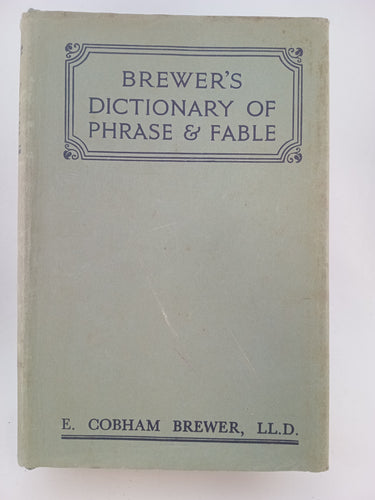 BREWER'S
DICTIONARY OF
PHRASE & FABLE
E. COBHAM BREWER, LL.D.